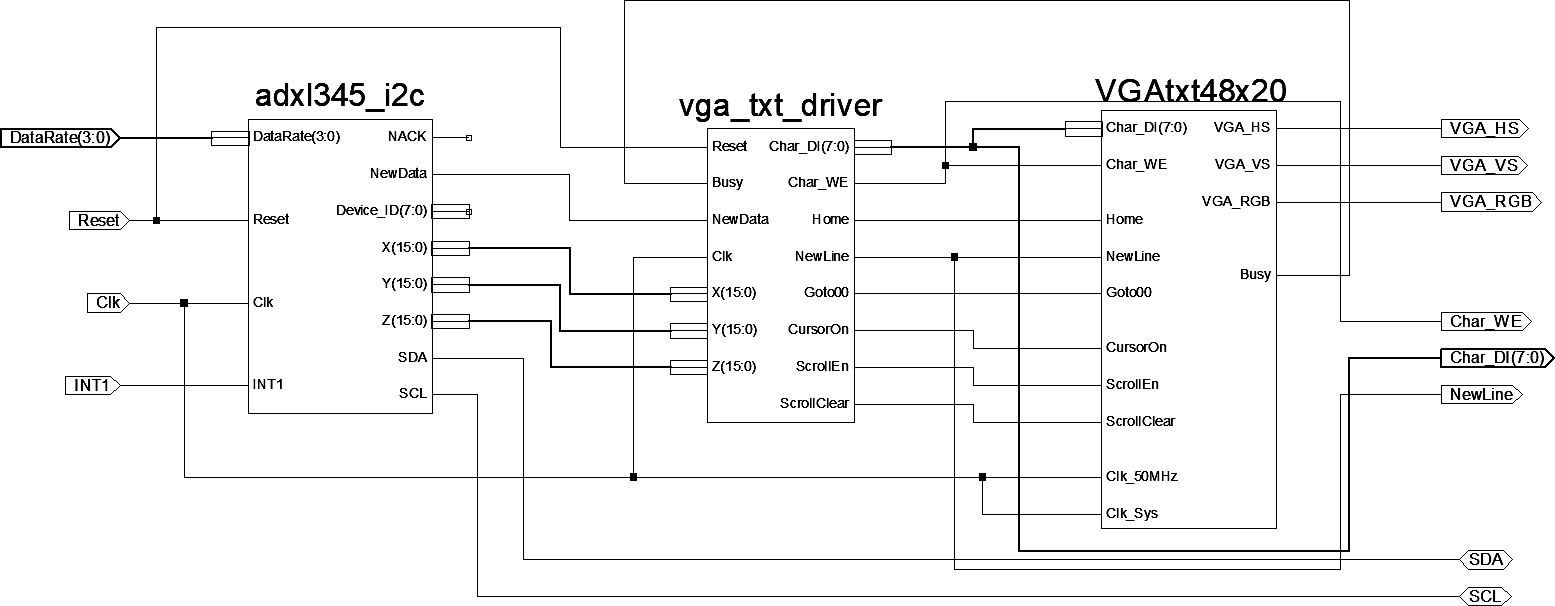 adxl345_i2c
vga_txt_driver
VGAtxt48x20
DataRate(3:0)
Reset
Clk
INT1
DataRate(3:0)
Reset
Clk
INT1
NACK
NewData
Device_ID(7:0)
X(15:0)
Y(15:0)
Z(15:0)
SDA
SCL
Reset
Busy
NewData
Clk
X(15:0)
Y(15:0)
Z(15:0)
Char_DI(7:0)
Char_WE
Home
NewLine
Goto00
CursorOn
ScrollEn
ScrollClear
Char_DI(7:0)
Char_WE
Home
NewLine
Goto00
CursorOn
ScrollEn
ScrollClear
Clk_50MHz
Clk_Sys
VGA_HS
VGA_VS
VGA_RGB
Busy
VGA_HS
VGA_VS
VGA_RGB
Char_WE
Char_DI(7:0)
NewLine
SDA
SCL